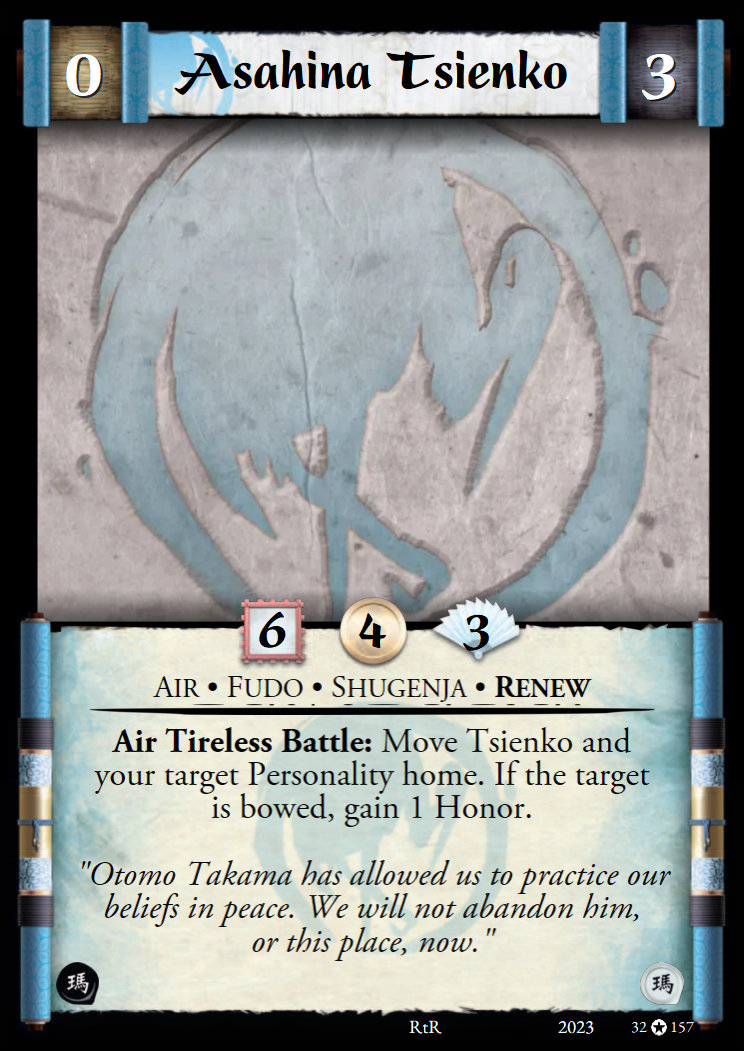 0 Asahina Tsienko 3
6 4 3
AIR • FUDO • SHUGENJA • RENEW
Air Tireless Battle: Move Tsienko and
your target Personality home. If the target
is bowed, gain 1 Honor.
"Otomo Takama has allowed us to practice our
beliefs in peace. We will not abandon him,
or this place, now."
瑪 瑪
RtR 2023 32 ✪ 157